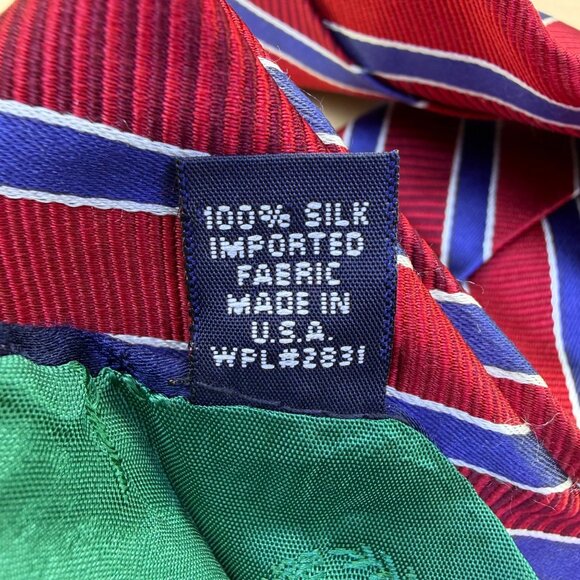 100% SILK
IMPORTED
FABRIC
MADE IN
U.S.A.
WPL#2831